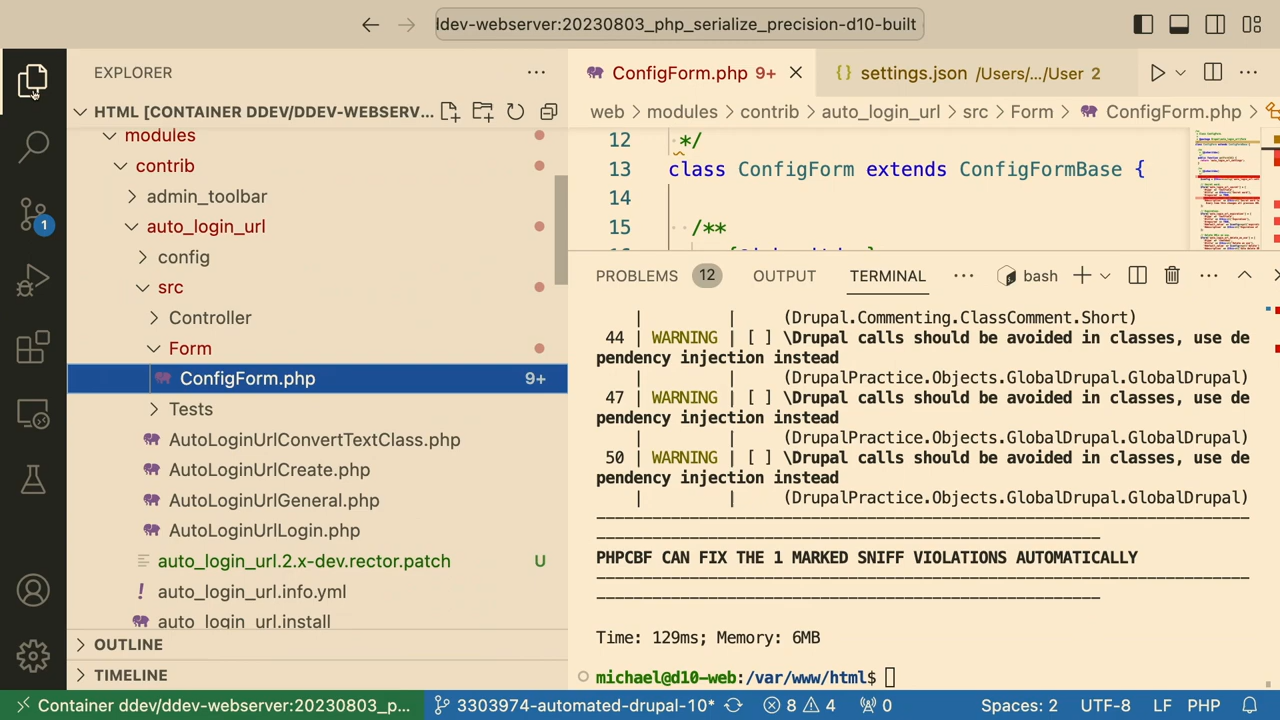 ddev-webserver:20230803_php_serialize_precision-d10-built
EXPLORER
HTML [CONTAINER DDEV/DDEV-WEBSERV...
modules
contrib
admin_toolbar
auto_login_url
config
src
Controller
Form
ConfigForm.php 9+
Tests
AutoLoginUrlConvertTextClass.php
AutoLoginUrlCreate.php
AutoLoginUrlGeneral.php
AutoLoginUrlLogin.php
auto_login_url.2.x-dev.rector.patch U
auto_login_url.info.yml
auto_login_url.install
OUTLINE
TIMELINE
1
ConfigForm.php 9+
{} settings.json /Users/.../User 2
web > modules > contrib > auto_login_url > src > Form > ConfigForm.php >
12 */
13 class ConfigForm extends ConfigFormBase {
14
15 /**
PROBLEMS 12 OUTPUT TERMINAL ... bash
| | (Drupal.Commenting.ClassComment.Short)
44 | WARNING | [ ] \Drupal calls should be avoided in classes, use de
pendency injection instead
| | (DrupalPractice.Objects.GlobalDrupal.GlobalDrupal)
47 | WARNING | [ ] \Drupal calls should be avoided in classes, use de
pendency injection instead
| | (DrupalPractice.Objects.GlobalDrupal.GlobalDrupal)
50 | WARNING | [ ] \Drupal calls should be avoided in classes, use de
pendency injection instead
| | (DrupalPractice.Objects.GlobalDrupal.GlobalDrupal)
PHPCBF CAN FIX THE 1 MARKED SNIFF VIOLATIONS AUTOMATICALLY
Time: 129ms; Memory: 6MB
michael@d10-web:/var/www/html$
Container ddev/ddev-webserver:20230803_p... 3303974-automated-drupal-10* 8 4 0 Spaces: 2 UTF-8 LF PHP